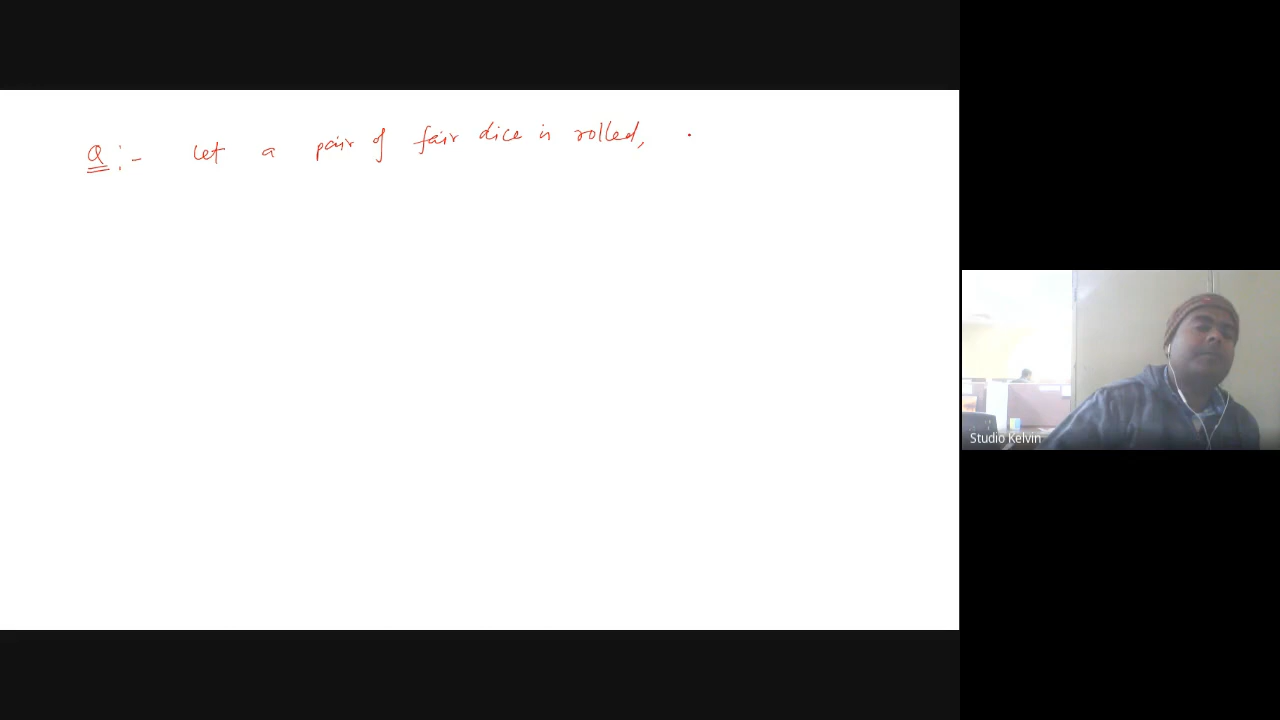 Q:- Let a pair of fair dice is rolled,
Studio Kelvin